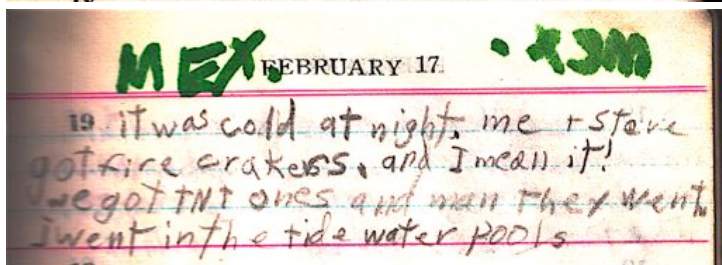 MEX. FEBRUARY 17 .XƎM
19 it was cold at night. me + Steve
got fire crakers. and I mean it!
we got TNT ones and man they went.
I went in the tide water pools